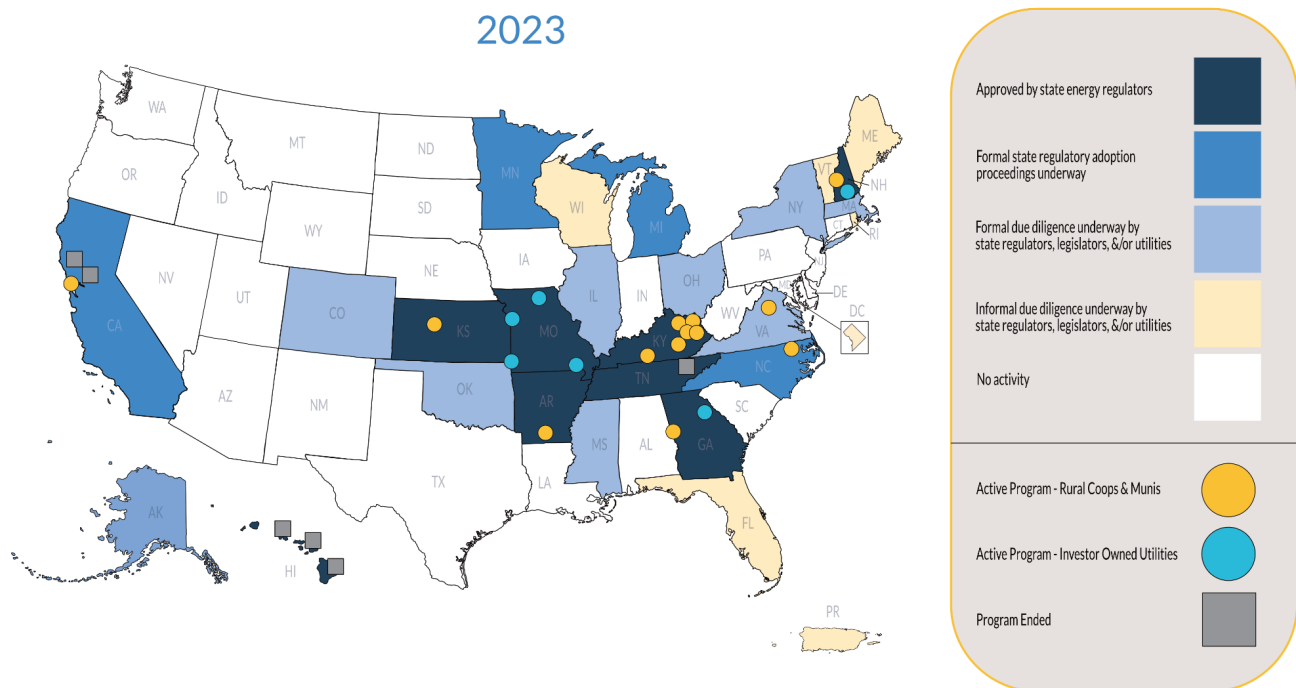 2023
WA
MT
ND
MN
ME
VT
NH
OR
ID
SD
WI
MI
NY
MA
CT
RI
WY
IA
PA
NJ
NV
NE
OH
MD
DE
DC
UT
CO
IL
IN
WV
VA
CA
KS
MO
KY
NC
AZ
NM
OK
AR
TN
SC
MS
AL
GA
TX
LA
FL
AK
HI
PR
Approved by state energy regulators
Formal state regulatory adoption
proceedings underway
Formal due diligence underway by
state regulators, legislators, &/or utilities
Informal due diligence underway by
state regulators, legislators, &/or utilities
No activity
Active Program - Rural Coops & Munis
Active Program - Investor Owned Utilities
Program Ended